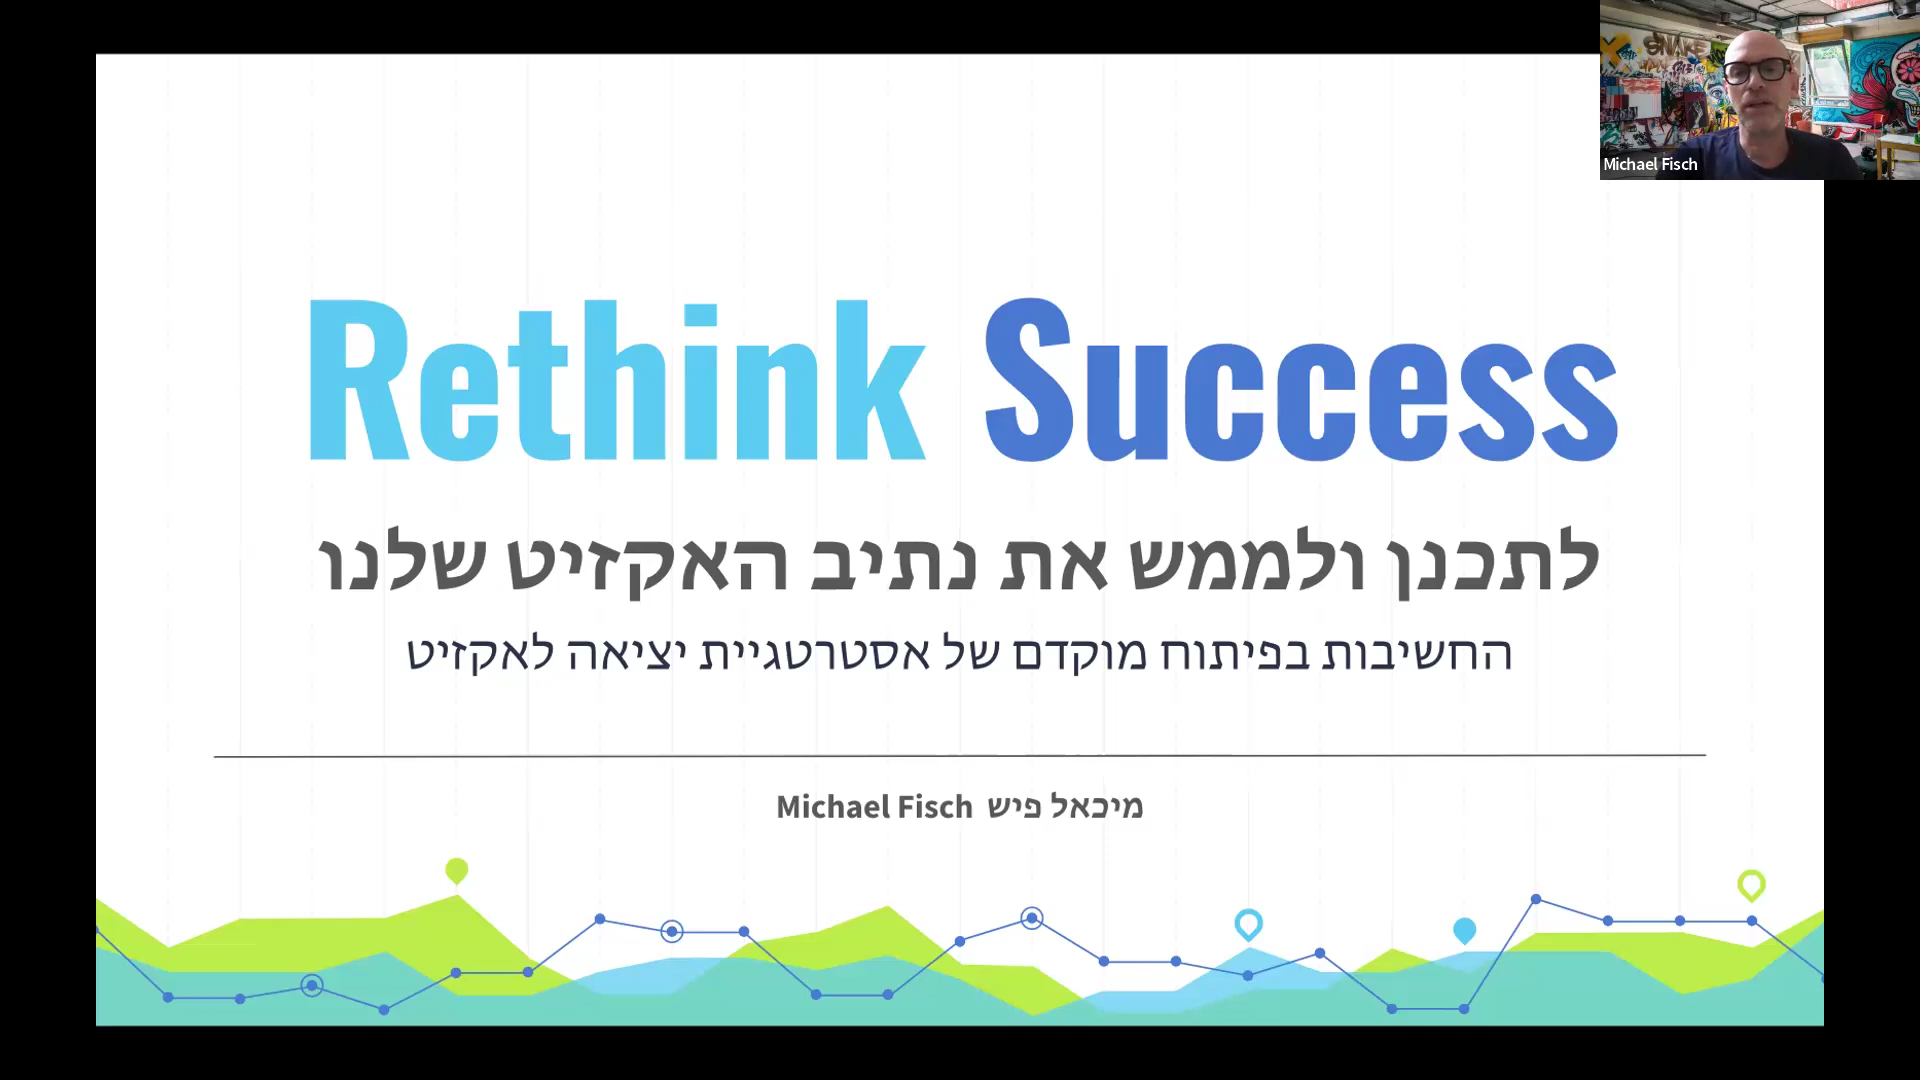 Rethink Success
לתכנן ולממש את נתיב האקזיט שלנו
החשיבות בפיתוח מוקדם של אסטרטגיית יציאה לאקזיט
Michael Fisch מיכאל פיש
Michael Fisch
SNAKE